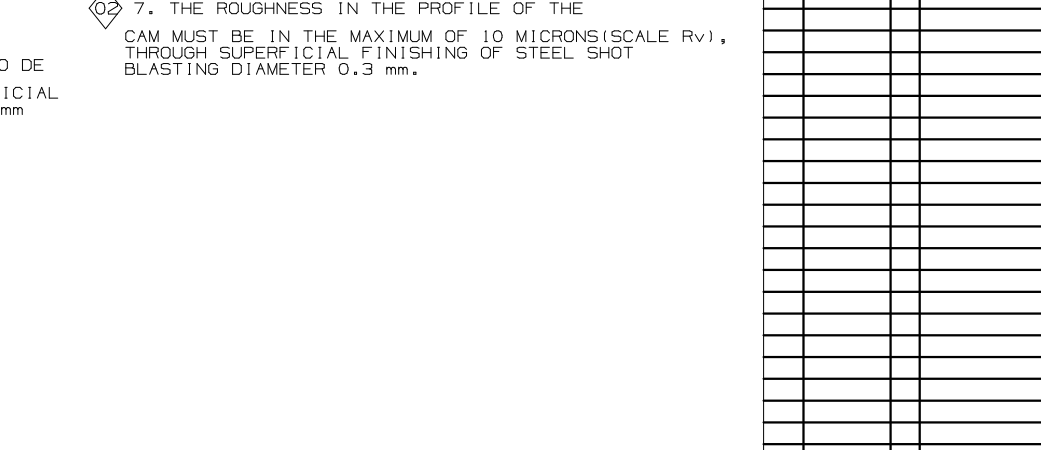 02 7. THE ROUGHNESS IN THE PROFILE OF THE
CAM MUST BE IN THE MAXIMUM OF 10 MICRONS(SCALE Rv),
THROUGH SUPERFICIAL FINISHING OF STEEL SHOT
BLASTING DIAMETER 0.3 mm.
O DE
ICIAL
mm